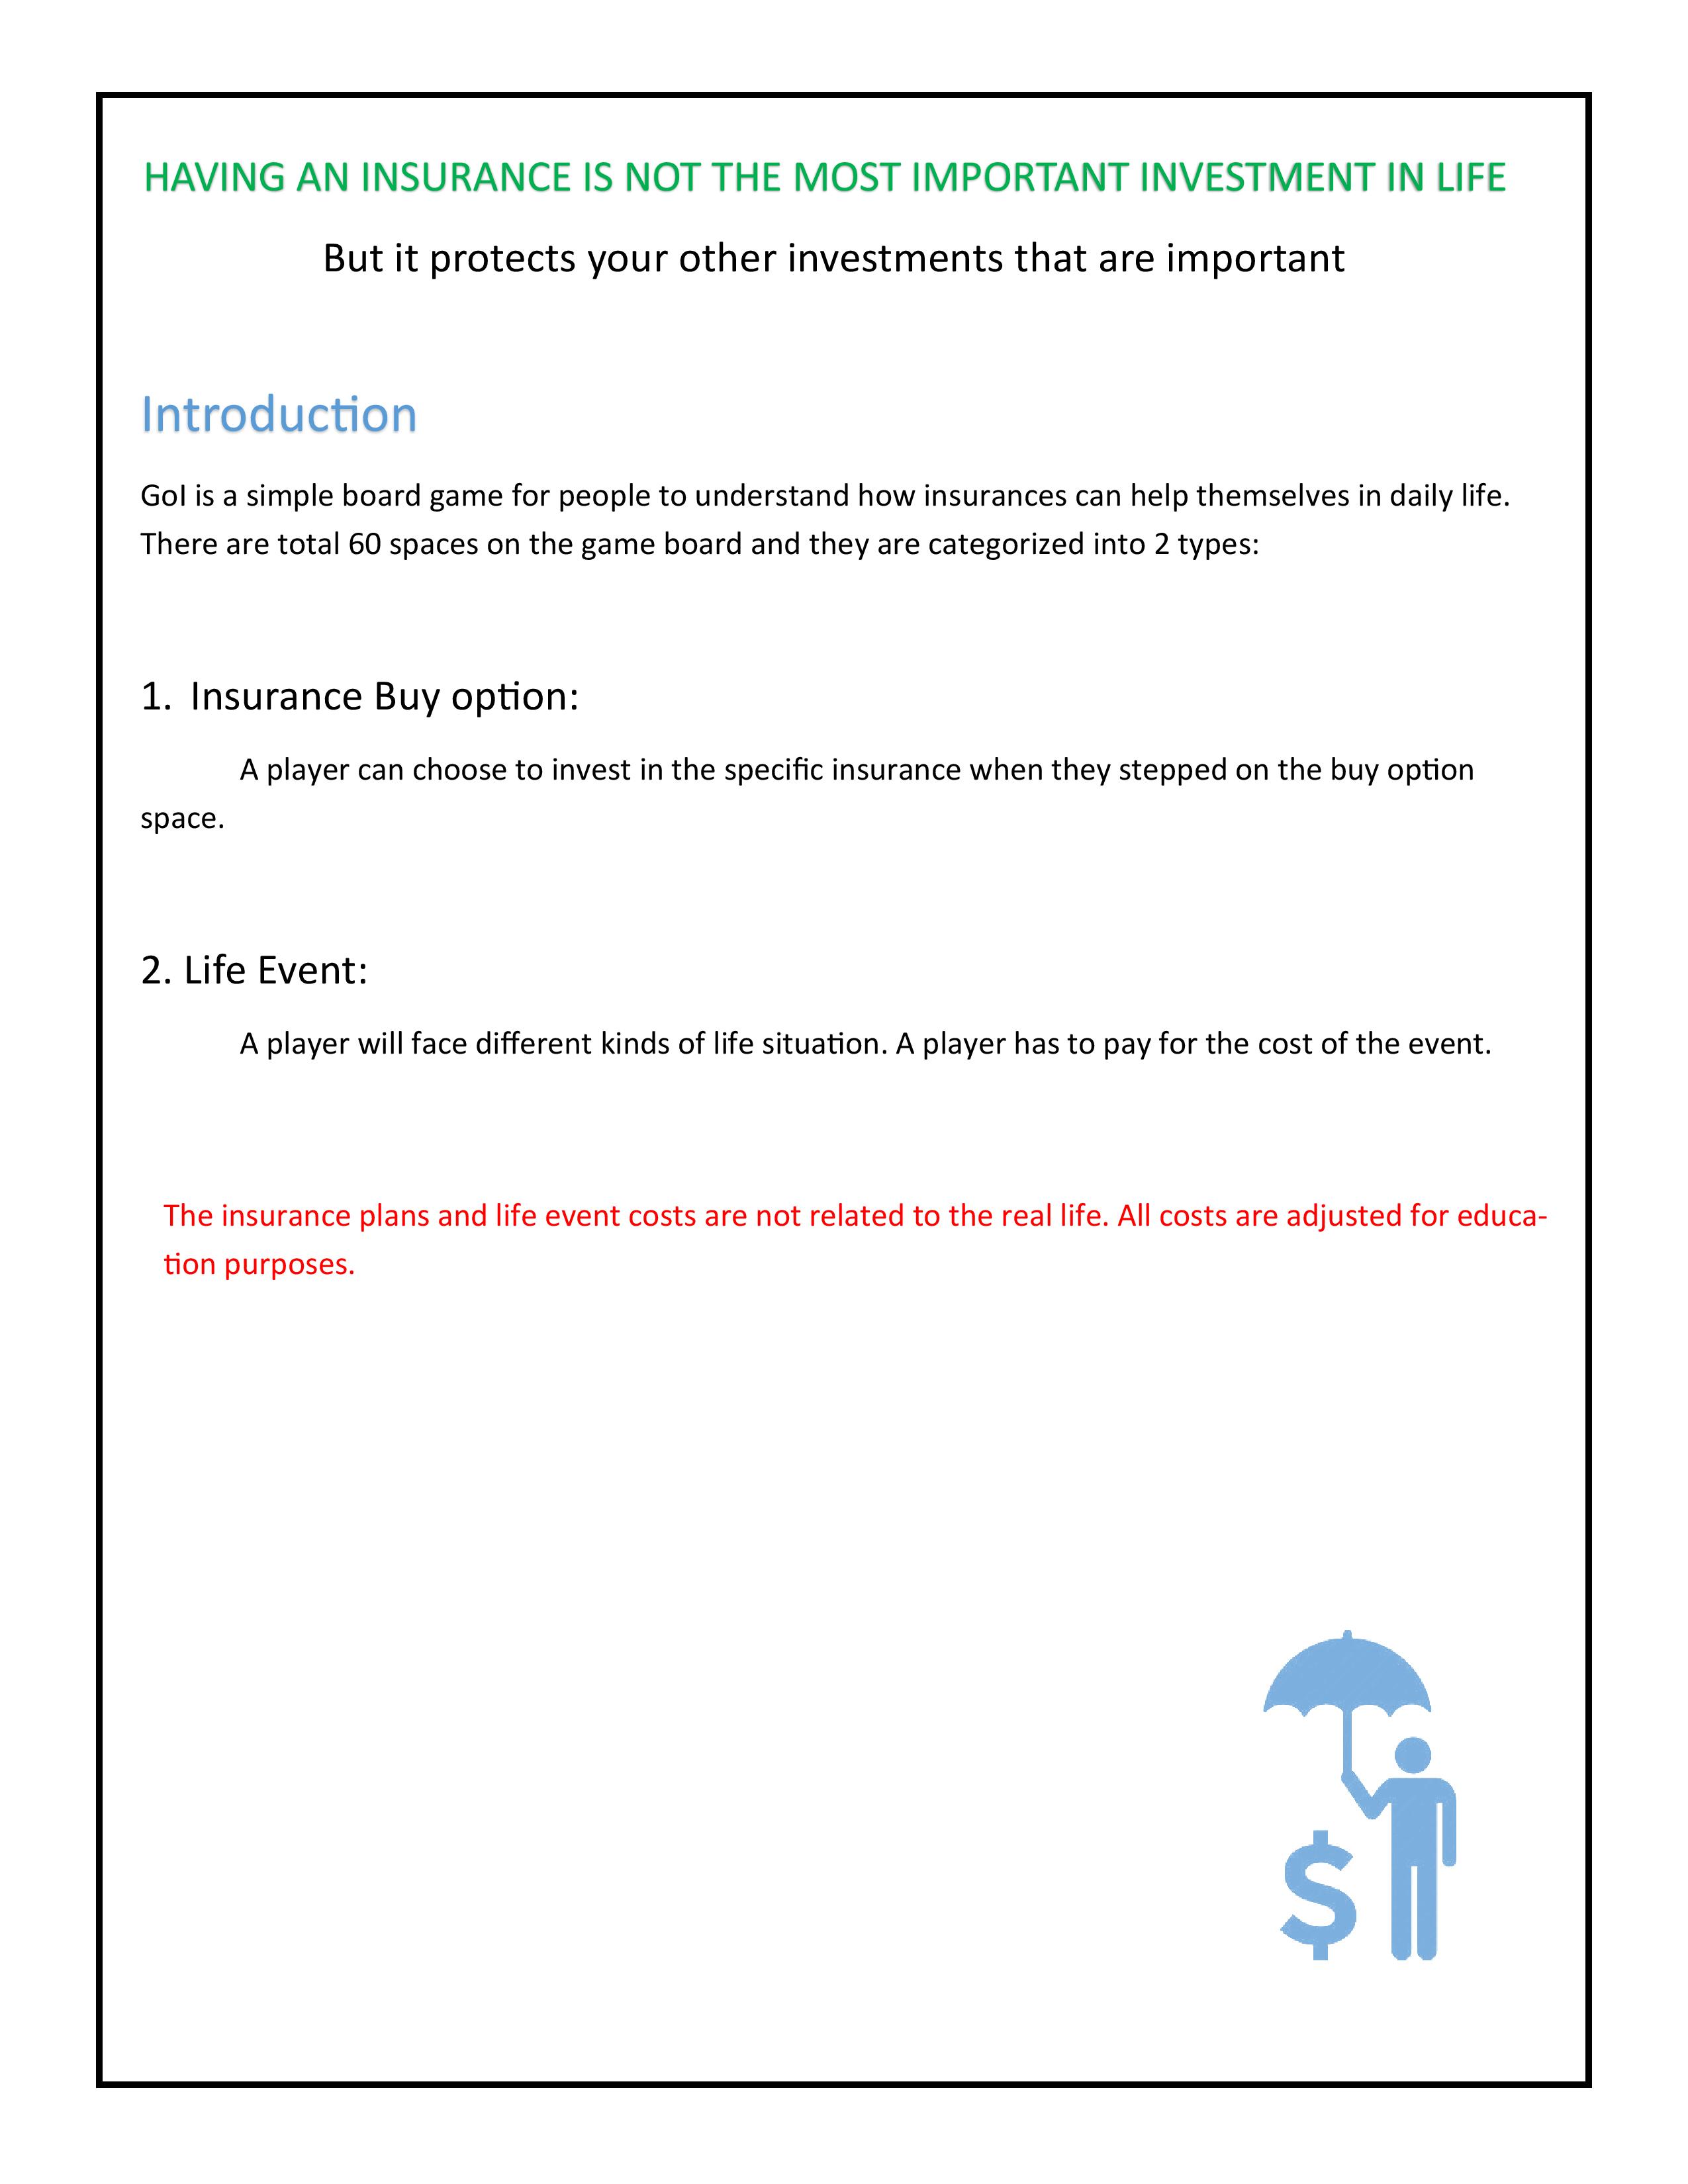 HAVING AN INSURANCE IS NOT THE MOST IMPORTANT INVESTMENT IN LIFE
But it protects your other investments that are important
Introduction
GoI is a simple board game for people to understand how insurances can help themselves in daily life.
There are total 60 spaces on the game board and they are categorized into 2 types:
1. Insurance Buy option:
A player can choose to invest in the specific insurance when they stepped on the buy option
space.
2. Life Event:
A player will face different kinds of life situation. A player has to pay for the cost of the event.
The insurance plans and life event costs are not related to the real life. All costs are adjusted for educa-
tion purposes.
$